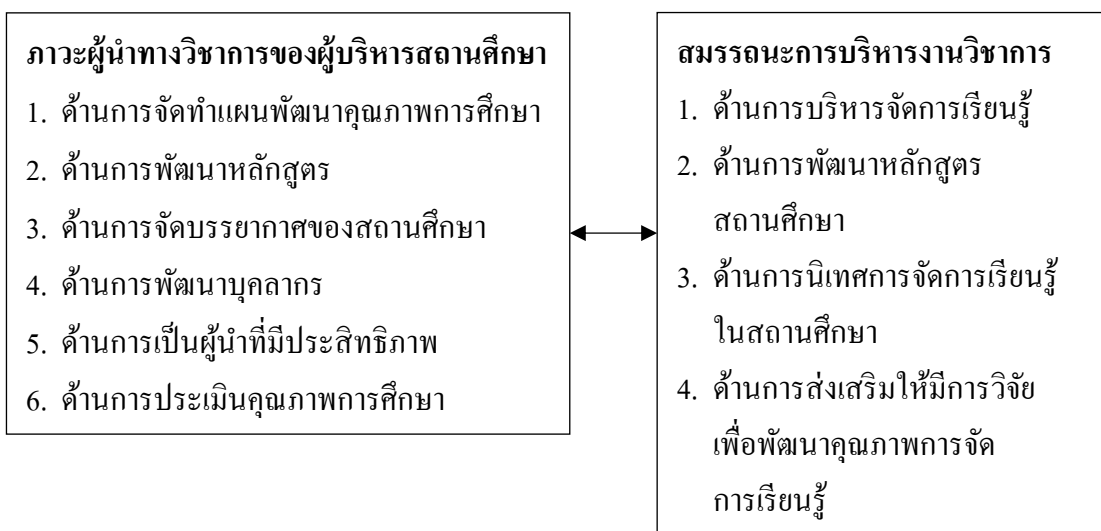 ภาวะผู้นำทางวิชาการของผู้บริหารสถานศึกษา
1. ด้านการจัดทำแผนพัฒนาคุณภาพการศึกษา
2. ด้านการพัฒนาหลักสูตร
3. ด้านการจัดบรรยากาศของสถานศึกษา
4. ด้านการพัฒนาบุคลากร
5. ด้านการเป็นผู้นำที่มีประสิทธิภาพ
6. ด้านการประเมินคุณภาพการศึกษา
สมรรถนะการบริหารงานวิชาการ
1. ด้านการบริหารจัดการเรียนรู้
2. ด้านการพัฒนาหลักสูตร
สถานศึกษา
3. ด้านการนิเทศการจัดการเรียนรู้
ในสถานศึกษา
4. ด้านการส่งเสริมให้มีการวิจัย
เพื่อพัฒนาคุณภาพการจัด
การเรียนรู้